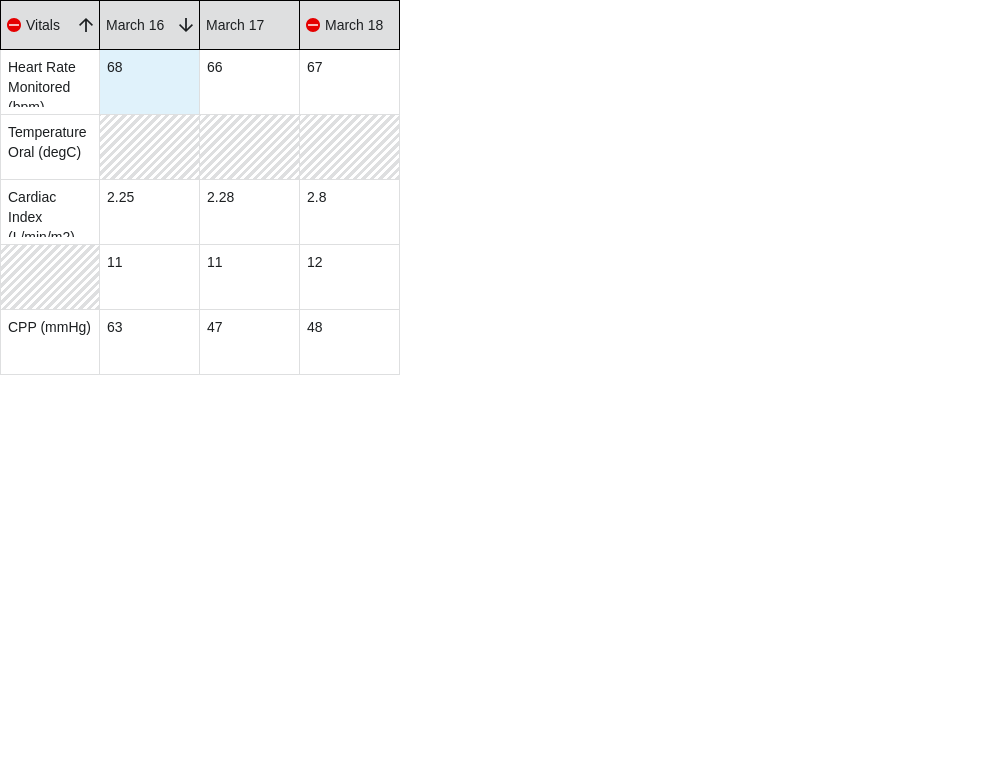 Vitals March 16 March 17 March 18
Heart Rate 68 66 67
Monitored
(bpm)
Temperature
Oral (degC)
Cardiac 2.25 2.28 2.8
Index
(L/min/m2)
11 11 12
CPP (mmHg) 63 47 48